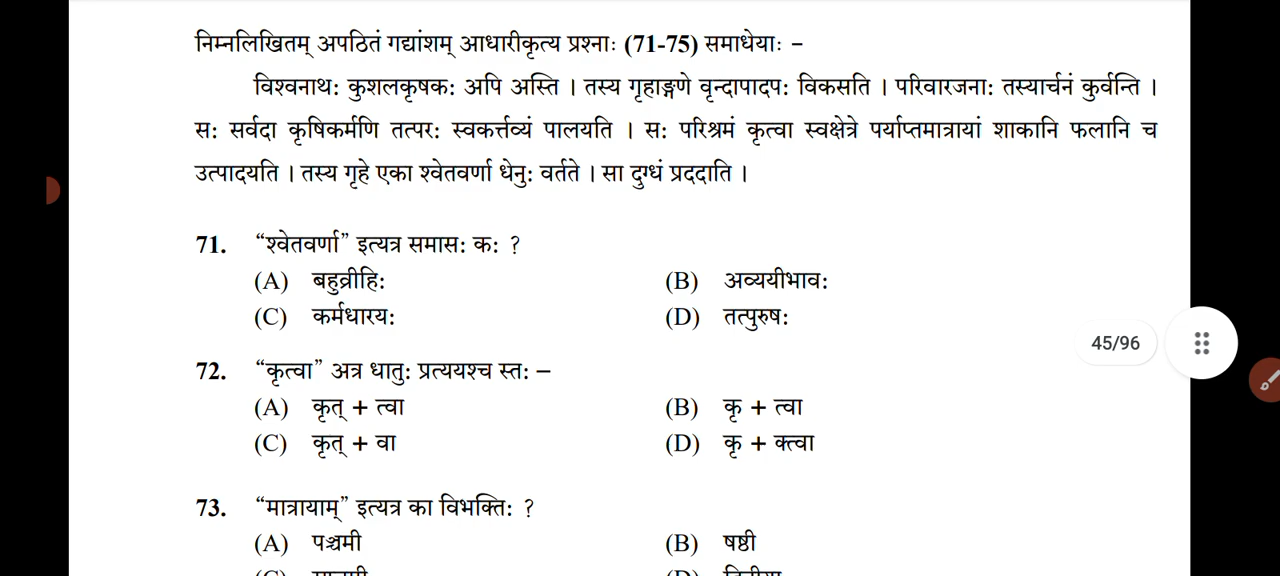 निम्नलिखितम् अपठितं गद्यांशम् आधारीकृत्य प्रश्नाः (71-75) समाधेयाः –
विश्वनाथः कुशलकृषकः अपि अस्ति । तस्य गृहाङ्गणे वृन्दापादपः विकसति । परिवारजनाः तस्यार्चनं कुर्वन्ति ।
सः सर्वदा कृषिकर्मणि तत्परः स्वकर्त्तव्यं पालयति । सः परिश्रमं कृत्वा स्वक्षेत्रे पर्याप्तमात्रायां शाकानि फलानि च
उत्पादयति । तस्य गृहे एका श्वेतवर्णा धेनुः वर्तते । सा दुग्धं प्रददाति ।
71. “श्वेतवर्णा” इत्यत्र समासः कः ?
(A) बहुव्रीहिः (B) अव्ययीभावः
(C) कर्मधारयः (D) तत्पुरुषः
45/96
72. “कृत्वा” अत्र धातुः प्रत्ययश्च स्तः –
(A) कृत् + त्वा (B) कृ + त्वा
(C) कृत् + वा (D) कृ + क्त्वा
73. “मात्रायाम्” इत्यत्र का विभक्तिः ?
(A) पञ्चमी (B) षष्ठी